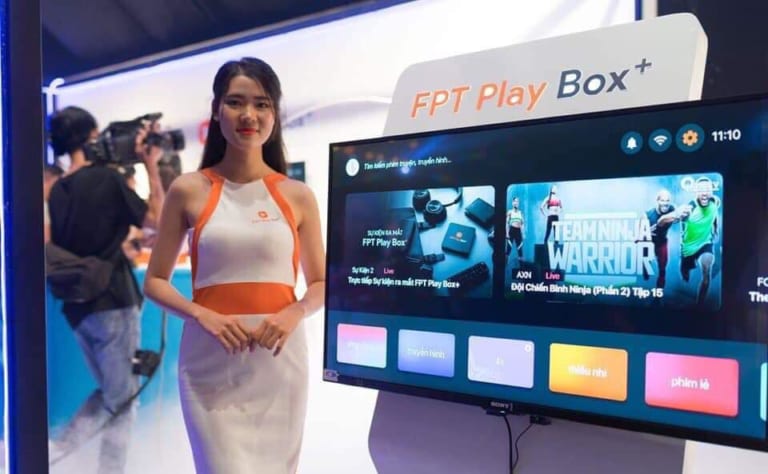 FPT Play Box+
11:10
Tìm kiếm phim truyện, truyền hình...
SỰ KIỆN RA MẮT
FPT Play Box+
Sự Kiện 2 Live
Trực tiếp Sự kiện ra mắt FPT Play Box+
TEAM NINJA
WARRIOR
AXN Live
Đội Chiến Binh Ninja (Phần 2) Tập 15
truyền hình
thiếu nhi
phim lẻ
SONY